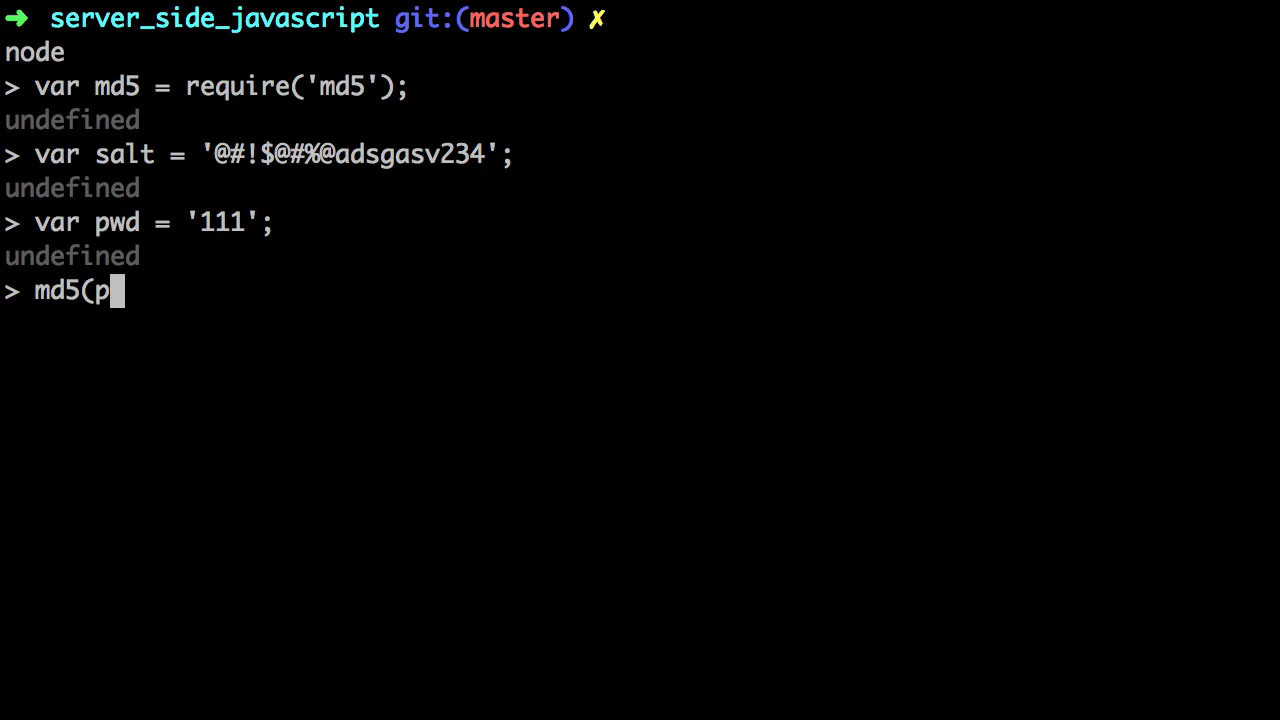 ➜ server_side_javascript git:(master) ✗
node
> var md5 = require('md5');
undefined
> var salt = '@#!$@#%@adsgasv234';
undefined
> var pwd = '111';
undefined
> md5(p